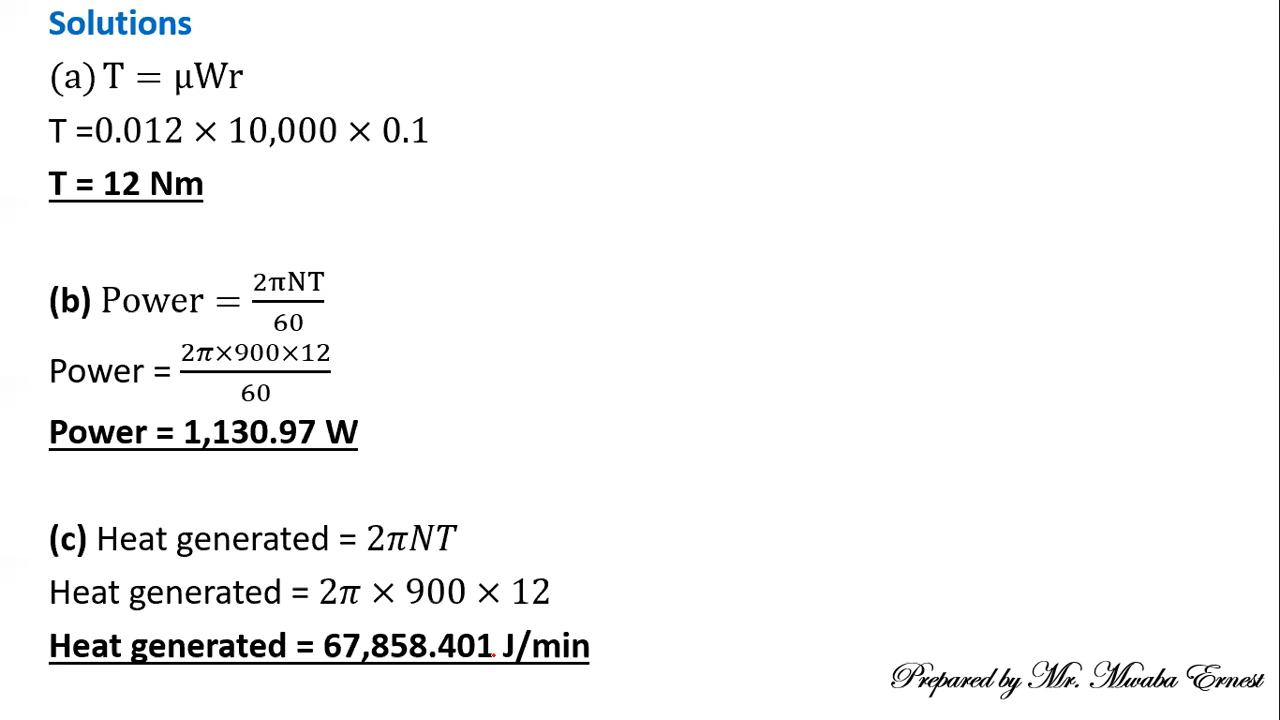 Solutions
(a) T = μWr
T =0.012 × 10,000 × 0.1
T = 12 Nm
(b) Power = 2πNT/60
Power = 2π×900×12/60
Power = 1,130.97 W
(c) Heat generated = 2πNT
Heat generated = 2π × 900 × 12
Heat generated = 67,858.401 J/min
Prepared by Mr. Mwaba Ernest